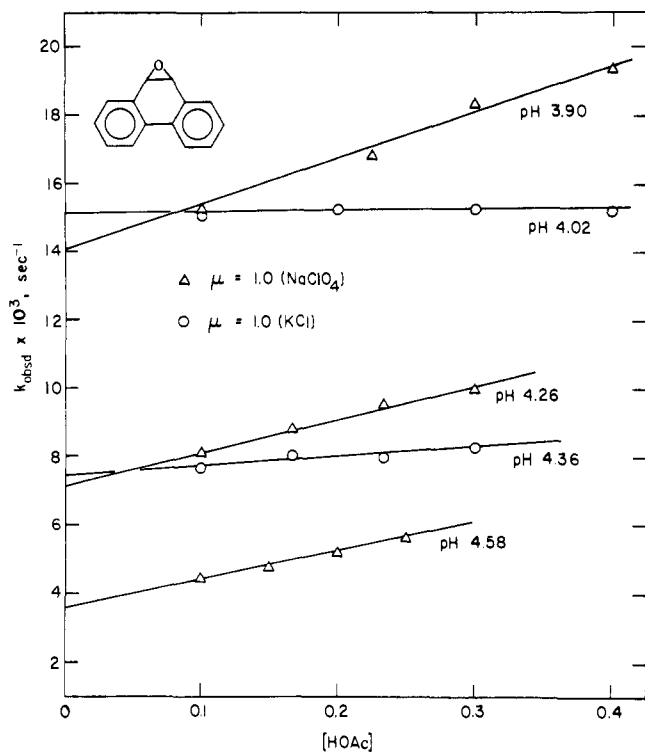 20
18
16
14
12
10
8
6
4
2
k obsd × 10³, sec⁻¹
O
pH 3.90
pH 4.02
△ μ = 1.0 (NaClO₄)
○ μ = 1.0 (KCl)
pH 4.26
pH 4.36
pH 4.58
0 0.1 0.2 0.3 0.4
[HOAc]